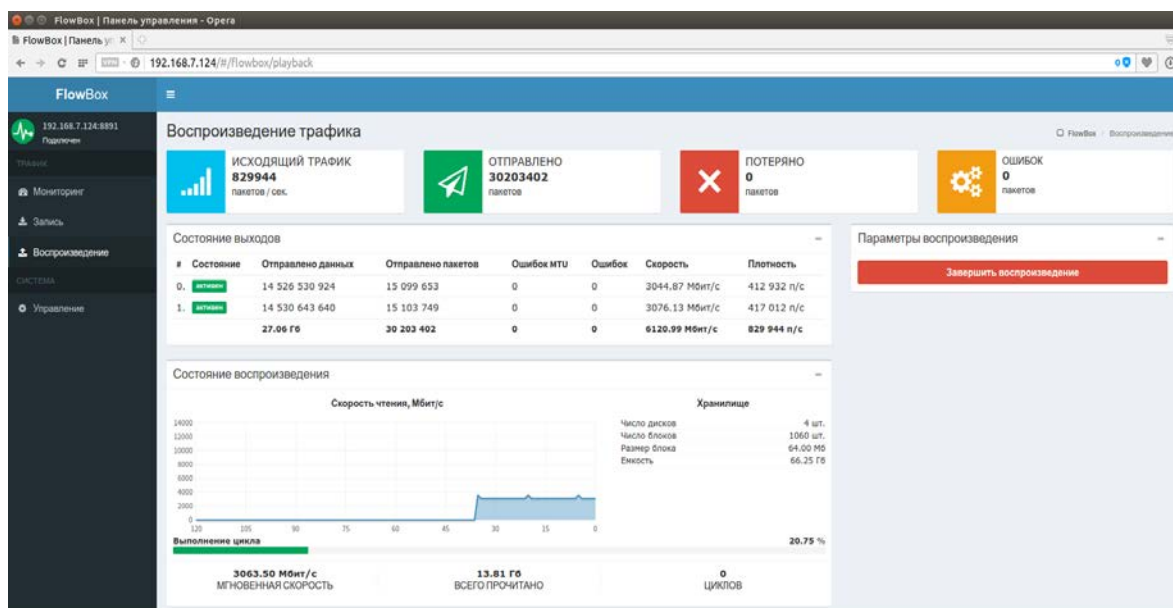 FlowBox | Панель управления - Opera
FlowBox | Панель у
192.168.7.124/#/flowbox/playback
FlowBox
192.168.7.124:8891
Подключен
ТРАФИК
Мониторинг
Запись
Воспроизведение
СИСТЕМА
Управление
Воспроизведение трафика
FlowBox Воспроизведение
ИСХОДЯЩИЙ ТРАФИК
829944
пакетов / сек.
ОТПРАВЛЕНО
30203402
пакетов
ПОТЕРЯНО
0
пакетов
ОШИБОК
0
пакетов
Состояние выходов
# Состояние Отправлено данных Отправлено пакетов Ошибок MTU Ошибок Скорость Плотность
0. активен 14 526 530 924 15 099 653 0 0 3044.87 Мбит/с 412 932 п/с
1. активен 14 530 643 640 15 103 749 0 0 3076.13 Мбит/с 417 012 п/с
27.06 Гб 30 203 402 0 0 6120.99 Мбит/с 829 944 п/с
Параметры воспроизведения
Завершить воспроизведение
Состояние воспроизведения
Скорость чтения, Мбит/с
14000
12000
10000
8000
6000
4000
2000
0
120 105 90 75 60 45 30 15 0
Хранилище
Число дисков 4 шт.
Число блоков 1060 шт.
Размер блока 64.00 Мб
Емкость 66.25 Гб
Выполнение цикла 20.75 %
3063.50 Мбит/с
МГНОВЕННАЯ СКОРОСТЬ
13.81 Гб
ВСЕГО ПРОЧИТАНО
0
ЦИКЛОВ